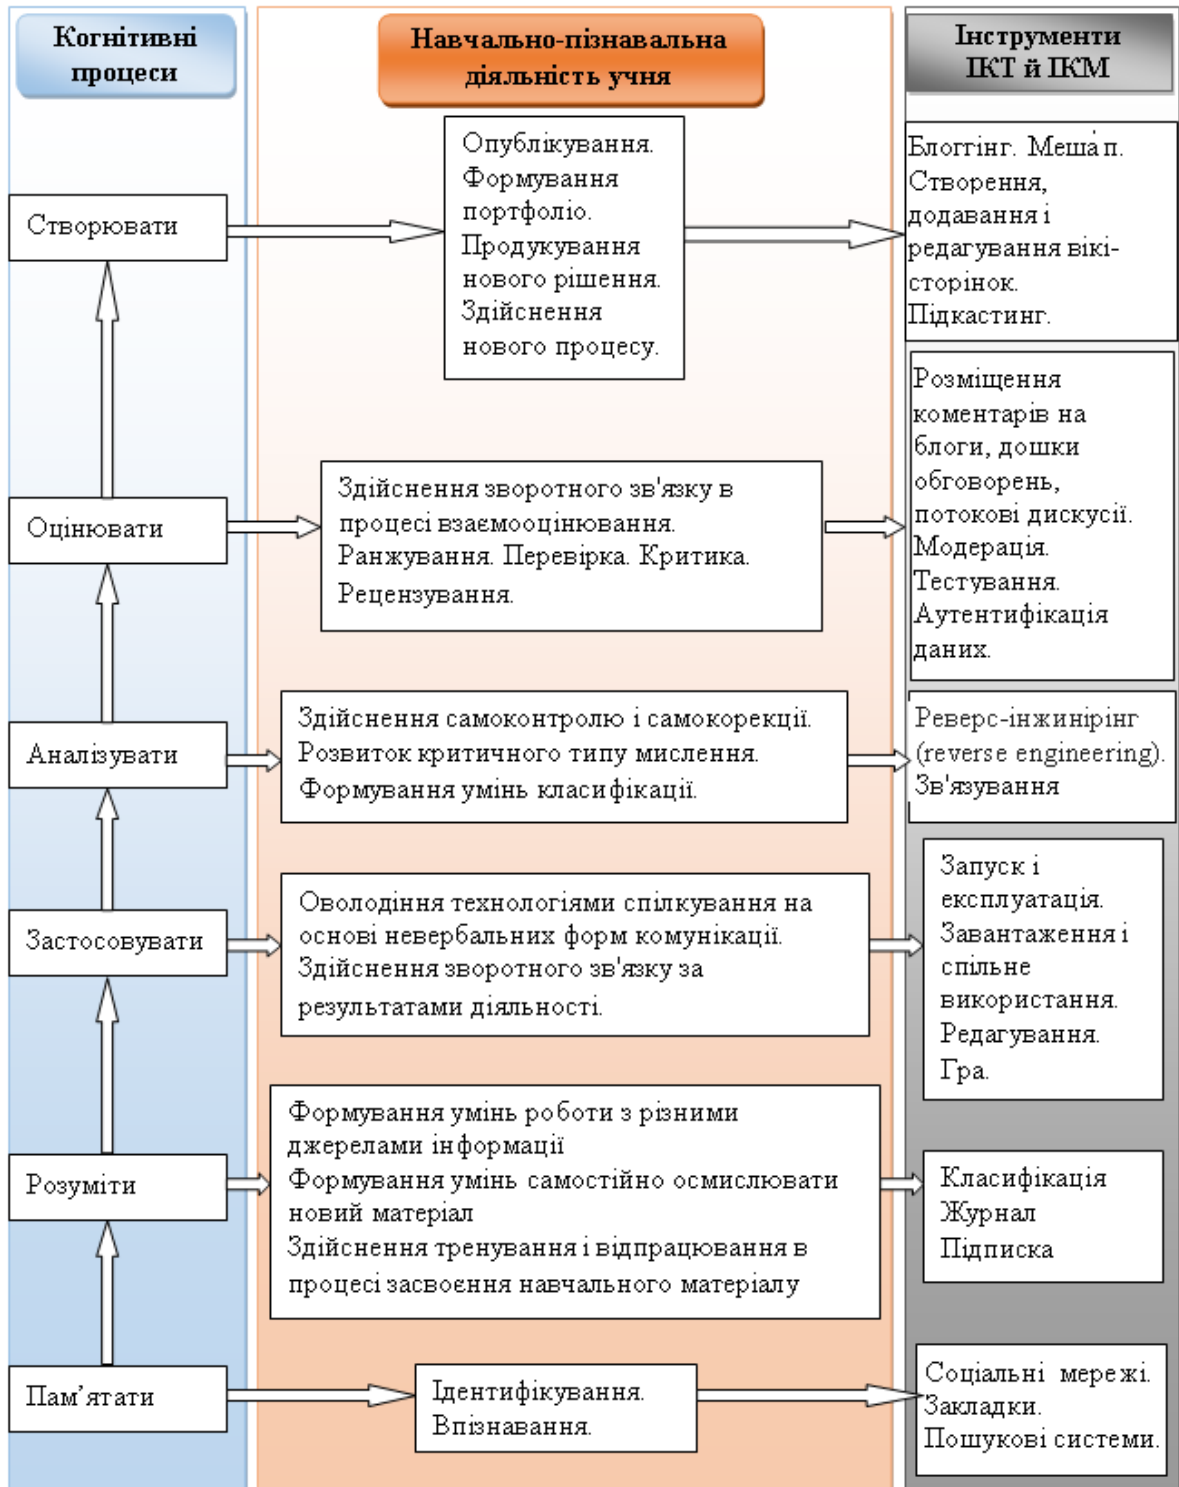 Когнітивні
процеси
Навчально-пізнавальна
діяльність учня
Інструменти
ІКТ й ІКМ
Створювати
Опублікування.
Формування
портфоліо.
Продукування
нового рішення.
Здійснення
нового процесу.
Блоггінг. Меша́п.
Створення,
додавання і
редагування вікі-
сторінок.
Підкастинг.
Оцінювати
Здійснення зворотного зв'язку в
процесі взаємооцінювання.
Ранжування. Перевірка. Критика.
Рецензування.
Розміщення
коментарів на
блоги, дошки
обговорень,
потокові дискусії.
Модерація.
Тестування.
Аутентифікація
даних.
Аналізувати
Здійснення самоконтролю і самокорекції.
Розвиток критичного типу мислення.
Формування умінь класифікації.
Реверс-інжинірінг
(reverse engineering).
Зв'язування
Застосовувати
Оволодіння технологіями спілкування на
основі невербальних форм комунікації.
Здійснення зворотного зв'язку за
результатами діяльності.
Запуск і
експлуатація.
Завантаження і
спільне
використання.
Редагування.
Гра.
Розуміти
Формування умінь роботи з різними
джерелами інформації
Формування умінь самостійно осмислювати
новий матеріал
Здійснення тренування і відпрацювання в
процесі засвоєння навчального матеріалу
Класифікація
Журнал
Підписка
Пам'ятати
Ідентифікування.
Впізнавання.
Соціальні мережі.
Закладки.
Пошукові системи.